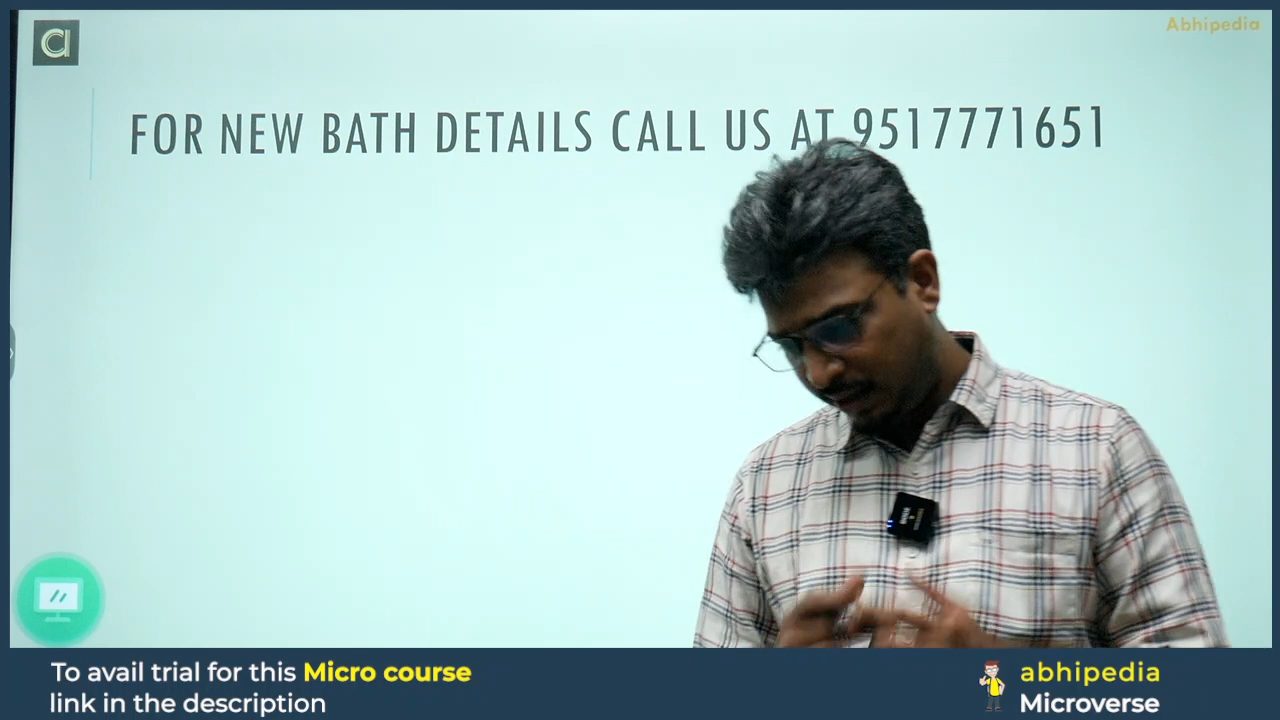 Abhipedia
FOR NEW BATH DETAILS CALL US AT 9517771651
To avail trial for this Micro course
link in the description
abhipedia
Microverse